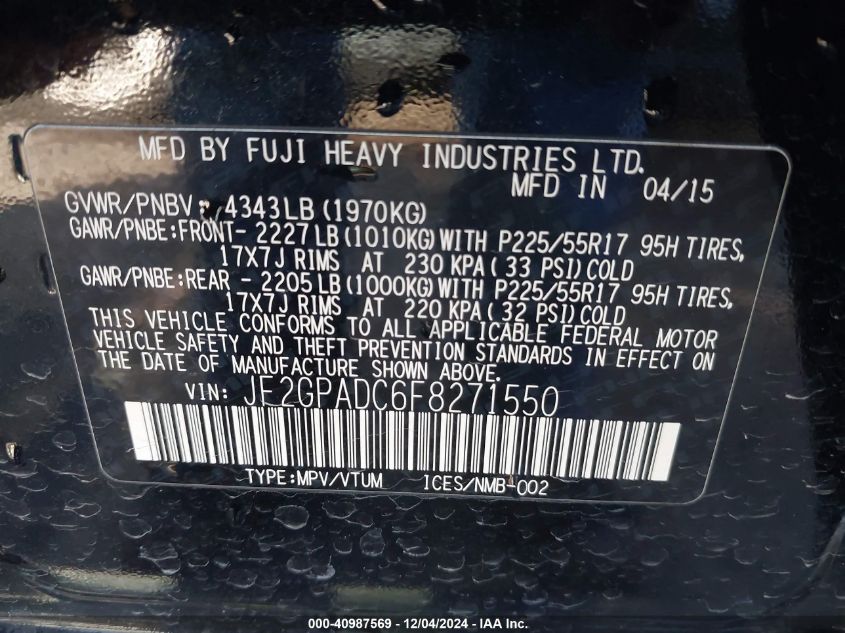 MFD BY FUJI HEAVY INDUSTRIES LTD.
MFD IN 04/15
GVWR/PNBV : 4343LB (1970KG)
GAWR/PNBE:FRONT- 2227 LB (1010KG) WITH P225/55R17 95H TIRES,
17X7J RIMS AT 230 KPA ( 33 PSI) COLD
GAWR/PNBE:REAR - 2205 LB (1000KG) WITH P225/55R17 95H TIRES,
17X7J RIMS AT 220 KPA ( 32 PSI) COLD
THIS VEHICLE CONFORMS TO ALL APPLICABLE FEDERAL MOTOR
VEHICLE SAFETY AND THEFT PREVENTION STANDARDS IN EFFECT ON
THE DATE OF MANUFACTURE SHOWN ABOVE.
VIN: JF2GPADC6F8271550
TYPE:MPV/VTUM ICES/NMB-002
000-40987569 - 12/04/2024 - IAA Inc.